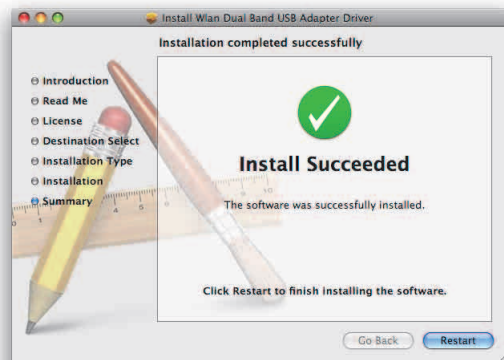 Install Wlan Dual Band USB Adapter Driver
Installation completed successfully
Introduction
Read Me
License
Destination Select
Installation Type
Installation
Summary
Install Succeeded
The software was successfully installed.
Click Restart to finish installing the software.
Go Back
Restart